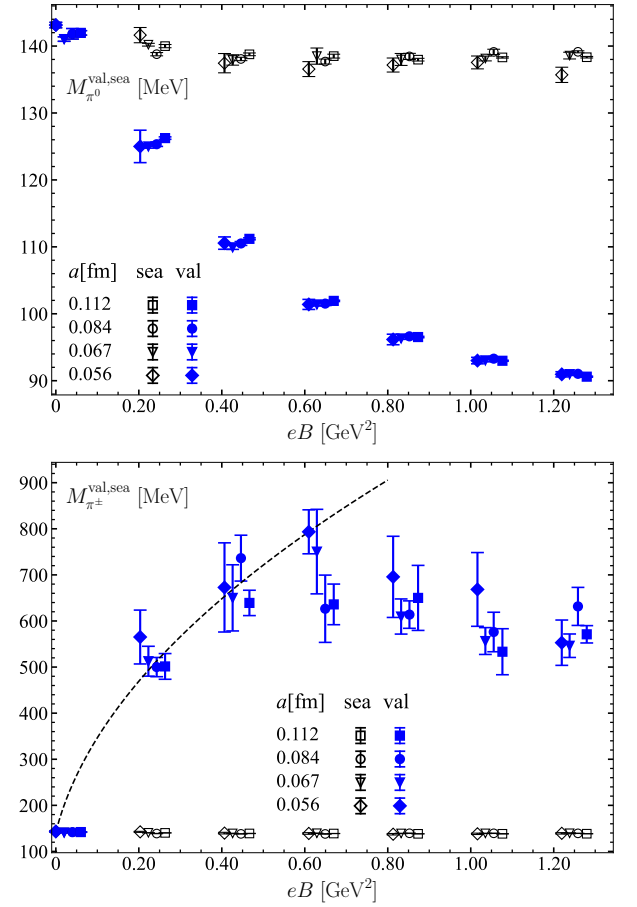 140
130
120
110
100
90
M_{π^0}^{val,sea} [MeV]
a[fm] sea val
0.112
0.084
0.067
0.056
0 0.20 0.40 0.60 0.80 1.00 1.20
eB [GeV²]
900
800
700
600
500
400
300
200
100
M_{π^±}^{val,sea} [MeV]
a[fm] sea val
0.112
0.084
0.067
0.056
0.00 0.20 0.40 0.60 0.80 1.00 1.20
eB [GeV²]